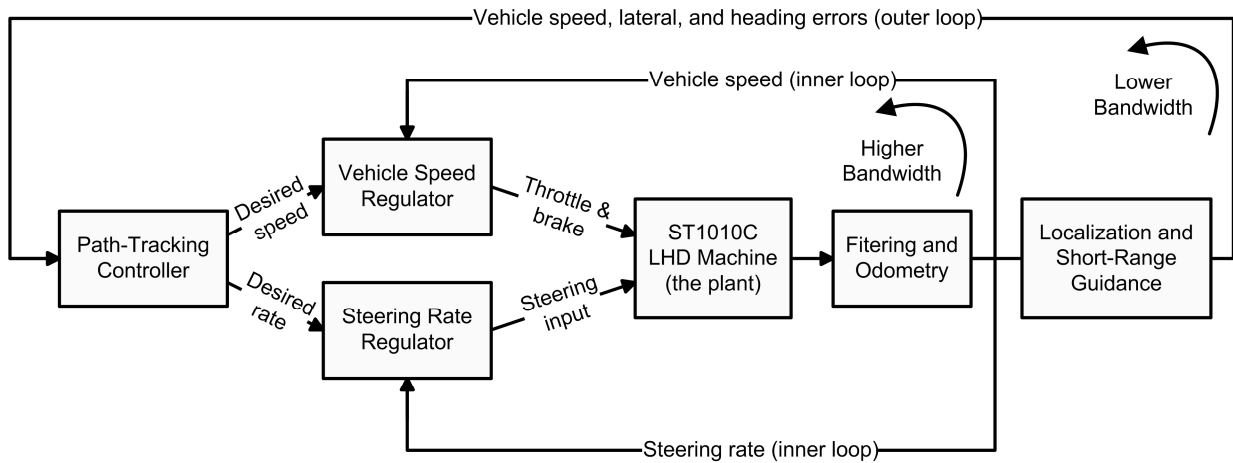 Vehicle speed, lateral, and heading errors (outer loop)
Vehicle speed (inner loop)
Lower
Bandwidth
Higher
Bandwidth
Vehicle Speed
Regulator
Desired
speed
Throttle &
brake
Path-Tracking
Controller
ST1010C
LHD Machine
(the plant)
Fitering and
Odometry
Localization and
Short-Range
Guidance
Desired
rate
Steering Rate
Regulator
Steering
input
Steering rate (inner loop)